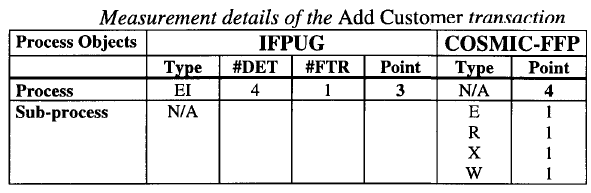 Measurement details of the Add Customer transaction
Process Objects IFPUG COSMIC-FFP
Type #DET #FTR Point Type Point
Process EI 4 1 3 N/A 4
Sub-process N/A E 1
R 1
X 1
W 1